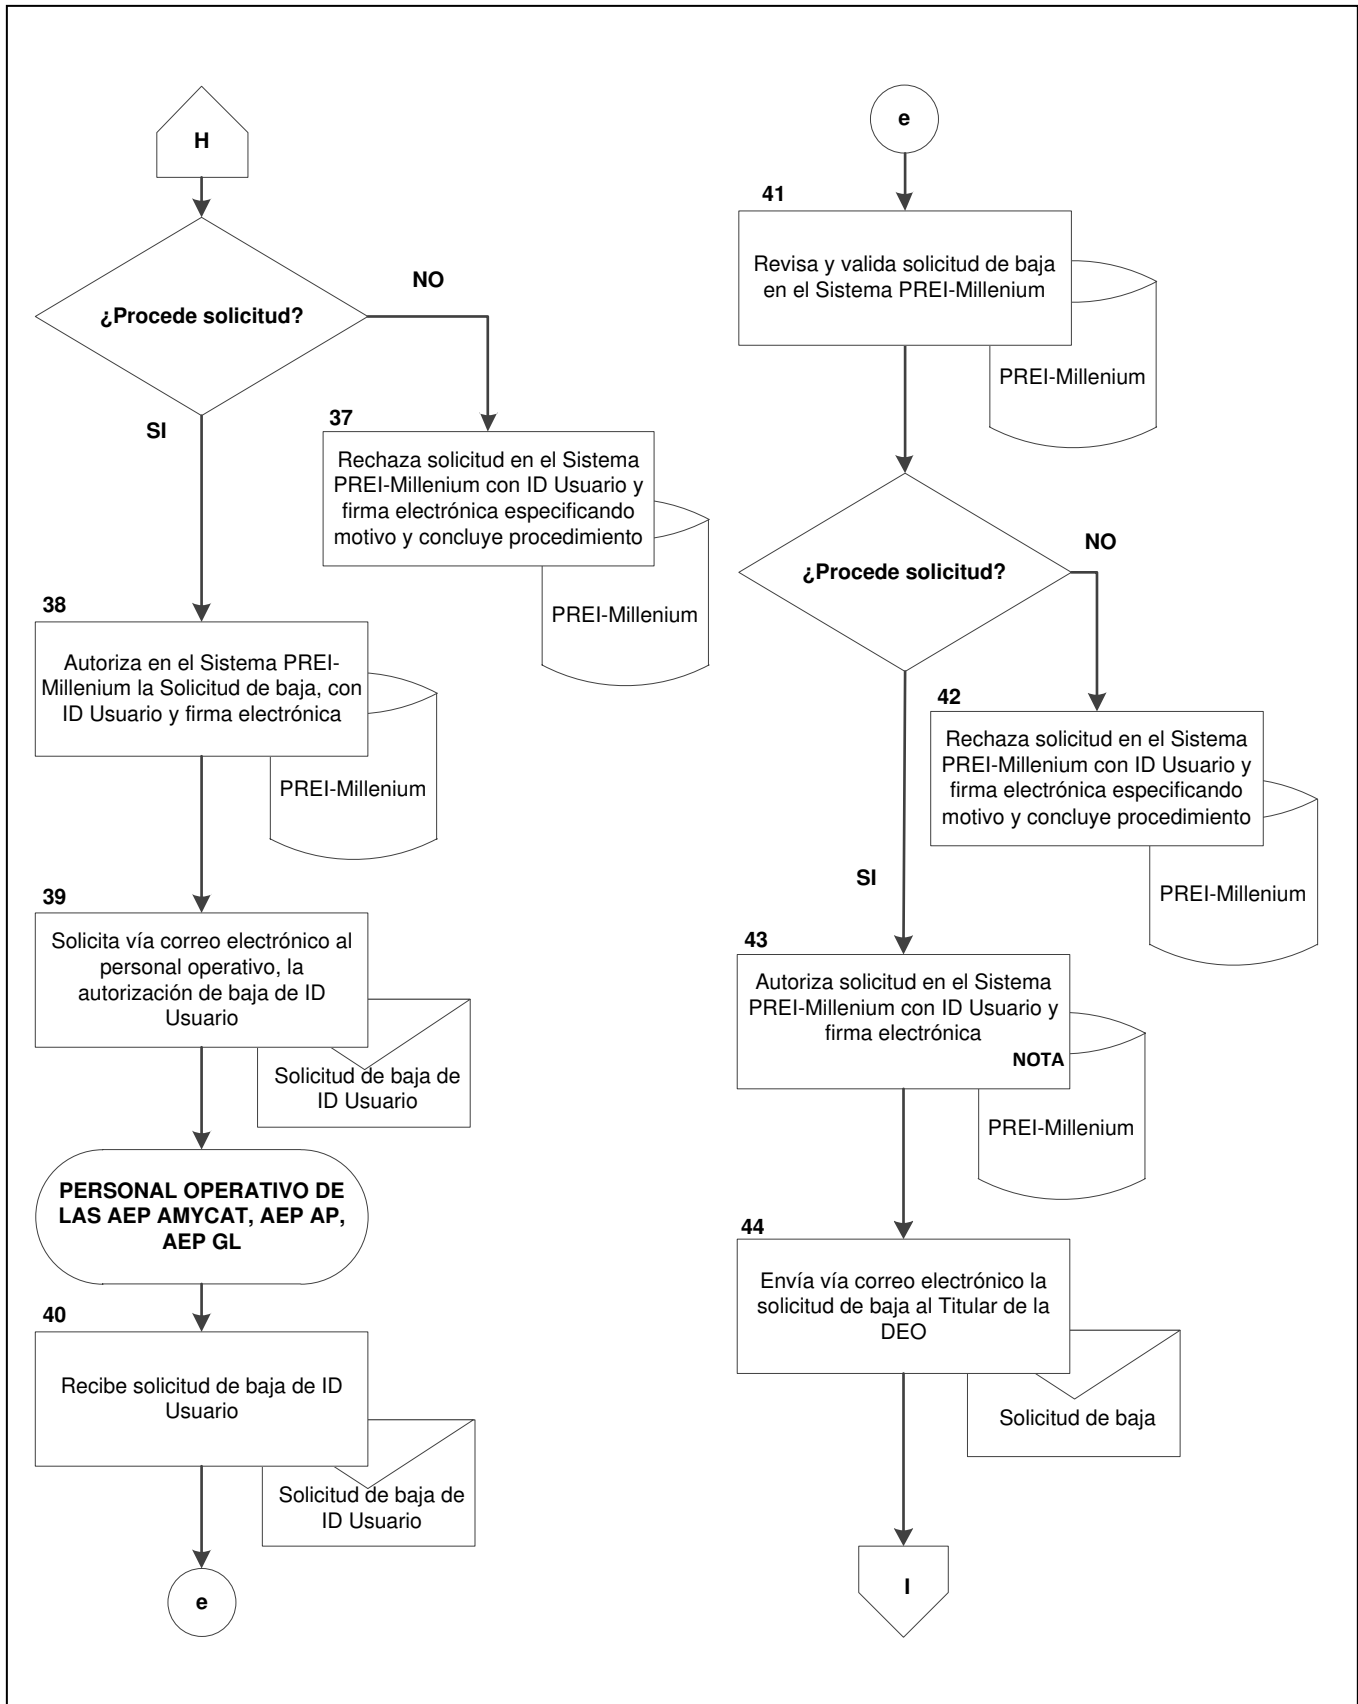 H
¿Procede solicitud?
NO
SI
37
Rechaza solicitud en el Sistema
PREI-Millenium con ID Usuario y
firma electrónica especificando
motivo y concluye procedimiento
PREI-Millenium
38
Autoriza en el Sistema PREI-
Millenium la Solicitud de baja, con
ID Usuario y firma electrónica
PREI-Millenium
39
Solicita vía correo electrónico al
personal operativo, la
autorización de baja de ID
Usuario
Solicitud de baja de
ID Usuario
PERSONAL OPERATIVO DE
LAS AEP AMYCAT, AEP AP,
AEP GL
40
Recibe solicitud de baja de ID
Usuario
Solicitud de baja de
ID Usuario
e
e
41
Revisa y valida solicitud de baja
en el Sistema PREI-Millenium
PREI-Millenium
¿Procede solicitud?
NO
42
Rechaza solicitud en el Sistema
PREI-Millenium con ID Usuario y
firma electrónica especificando
motivo y concluye procedimiento
PREI-Millenium
SI
43
Autoriza solicitud en el Sistema
PREI-Millenium con ID Usuario y
firma electrónica
NOTA
PREI-Millenium
44
Envía vía correo electrónico la
solicitud de baja al Titular de la
DEO
Solicitud de baja
I